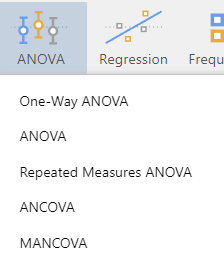 ANOVA Regression Frequ
One-Way ANOVA
ANOVA
Repeated Measures ANOVA
ANCOVA
MANCOVA